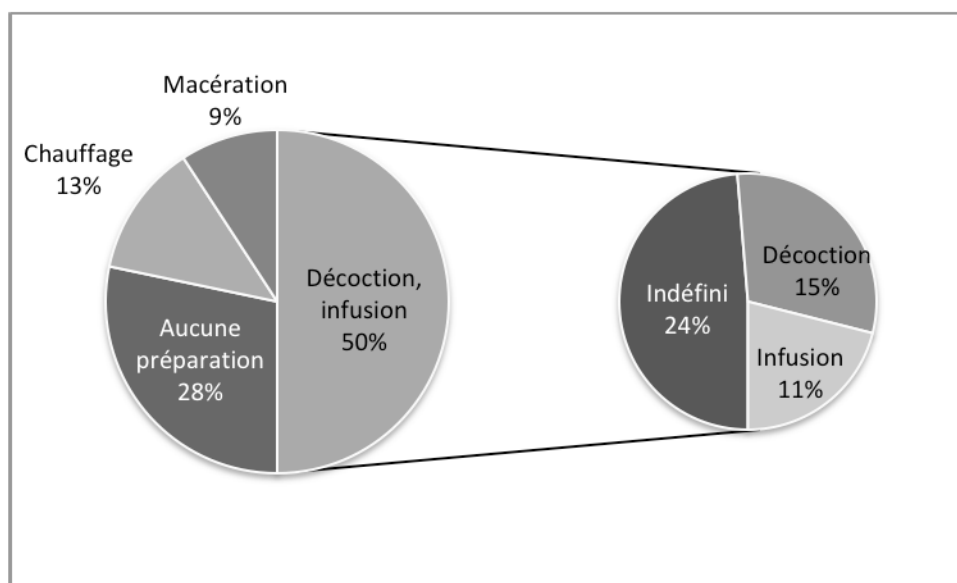 Macération
9%
Chauffage
13%
Décoction,
infusion
50%
Aucune
préparation
28%
Indéfini
24%
Décoction
15%
Infusion
11%